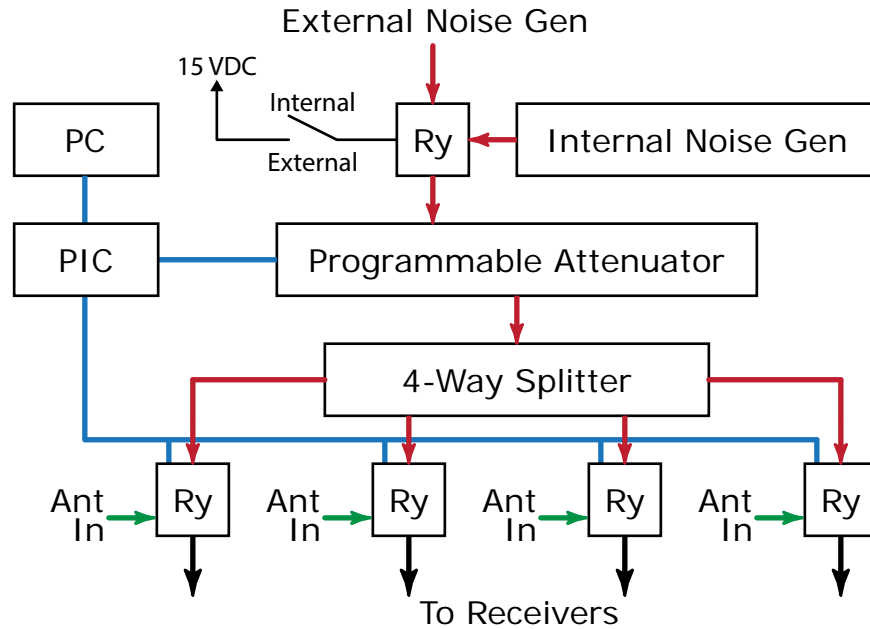 External Noise Gen
15 VDC
Internal
External
PC
Ry
Internal Noise Gen
PIC
Programmable Attenuator
4-Way Splitter
Ant
In
Ry
Ant
In
Ry
Ant
In
Ry
Ant
In
Ry
To Receivers